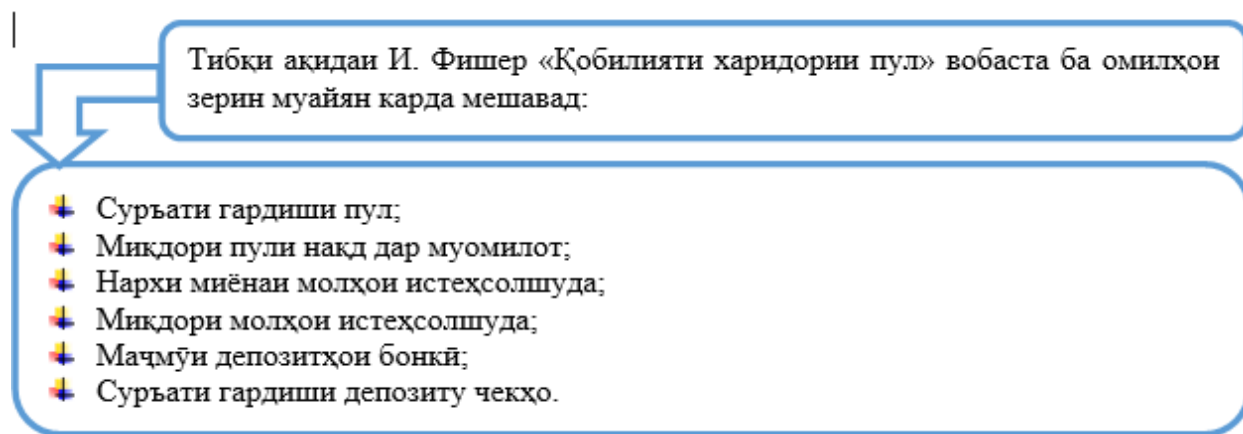 Тибқи ақидаи И. Фишер «Қобилияти харидории пул» вобаста ба омилҳои
зерин муайян карда мешавад:
Суръати гардиши пул;
Миқдори пули нақд дар муомилот;
Нархи миёнаи молҳои истеҳсолшуда;
Миқдори молҳои истеҳсолшуда;
Маҷмӯи депозитҳои бонкӣ;
Суръати гардиши депозиту чекҳо.